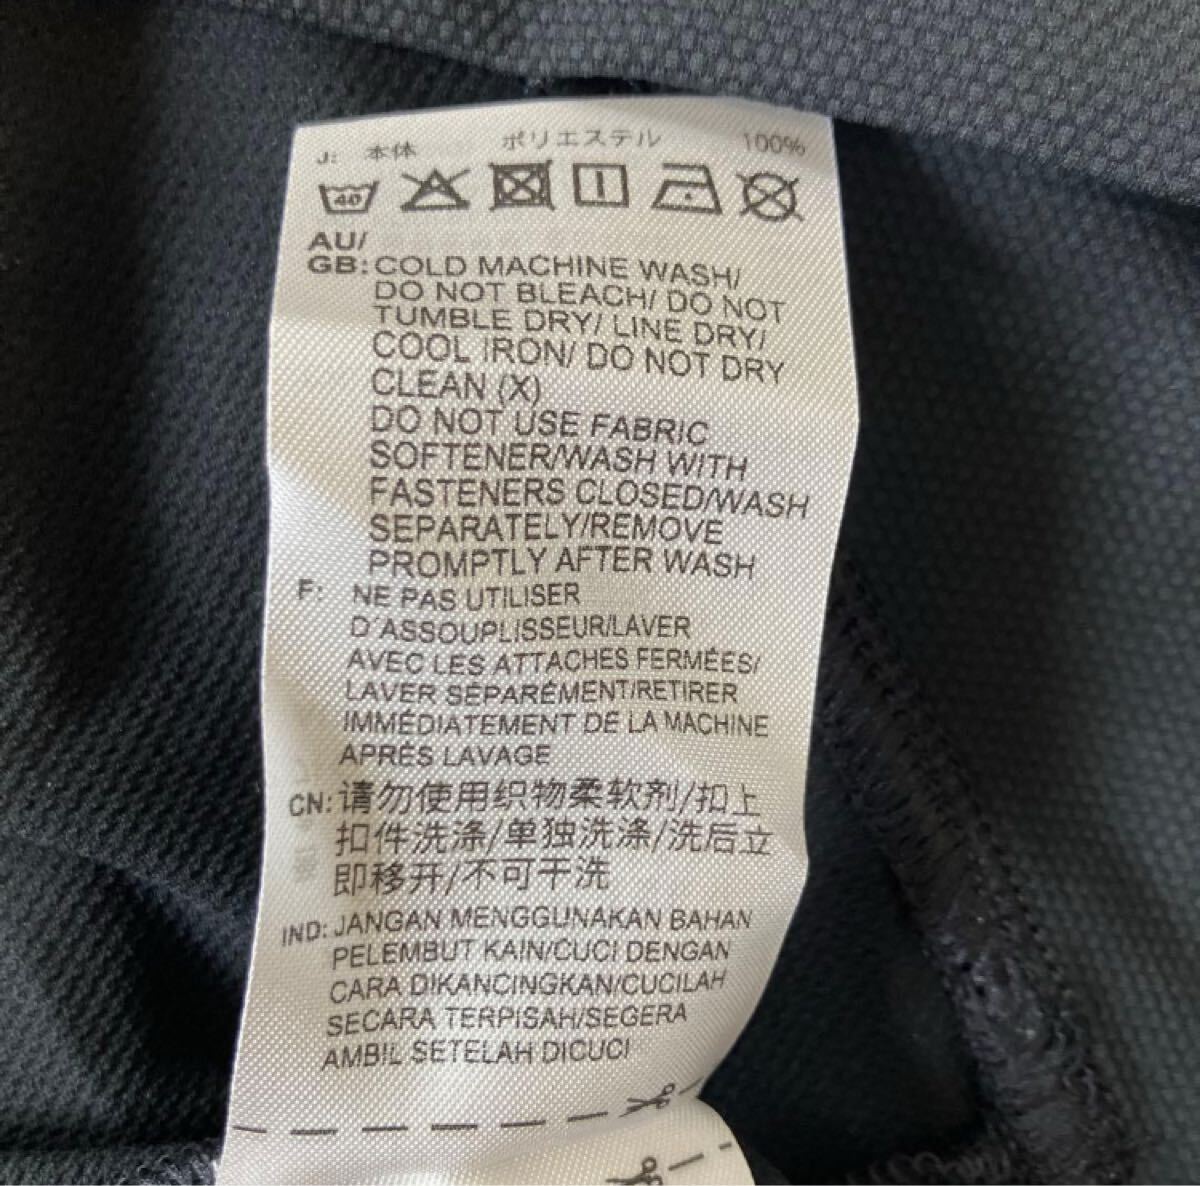 J: 本体 ポリエステル 100%
40
AU/
GB: COLD MACHINE WASH/
DO NOT BLEACH/ DO NOT
TUMBLE DRY/ LINE DRY/
COOL IRON/ DO NOT DRY
CLEAN (X)
DO NOT USE FABRIC
SOFTENER/WASH WITH
FASTENERS CLOSED/WASH
SEPARATELY/REMOVE
PROMPTLY AFTER WASH
F: NE PAS UTILISER
D´ASSOUPLISSEUR/LAVER
AVEC LES ATTACHES FERMÉES/
LAVER SÉPARÉMENT/RETIRER
IMMÉDIATEMENT DE LA MACHINE
APRÈS LAVAGE
CN: 请勿使用织物柔软剂/扣上
扣件洗涤/单独洗涤/洗后立
即移开/不可干洗
IND: JANGAN MENGGUNAKAN BAHAN
PELEMBUT KAIN/CUCI DENGAN
CARA DIKANCINGKAN/CUCILAH
SECARA TERPISAH/SEGERA
AMBIL SETELAH DICUCI